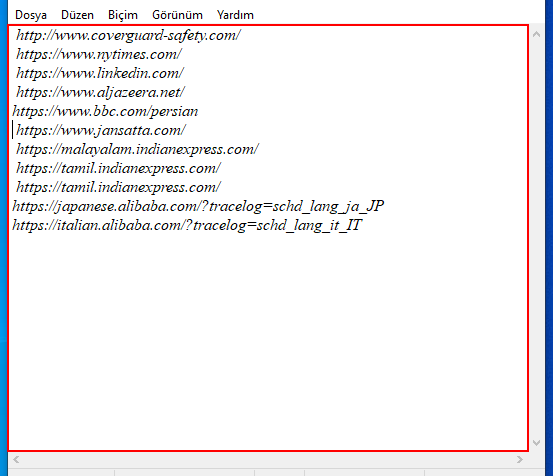 Dosya Düzen Biçim Görünüm Yardım
http://www.coverguard-safety.com/
https://www.nytimes.com/
https://www.linkedin.com/
https://www.aljazeera.net/
https://www.bbc.com/persian
https://www.jansatta.com/
https://malayalam.indianexpress.com/
https://tamil.indianexpress.com/
https://tamil.indianexpress.com/
https://japanese.alibaba.com/?tracelog=schd_lang_ja_JP
https://italian.alibaba.com/?tracelog=schd_lang_it_IT